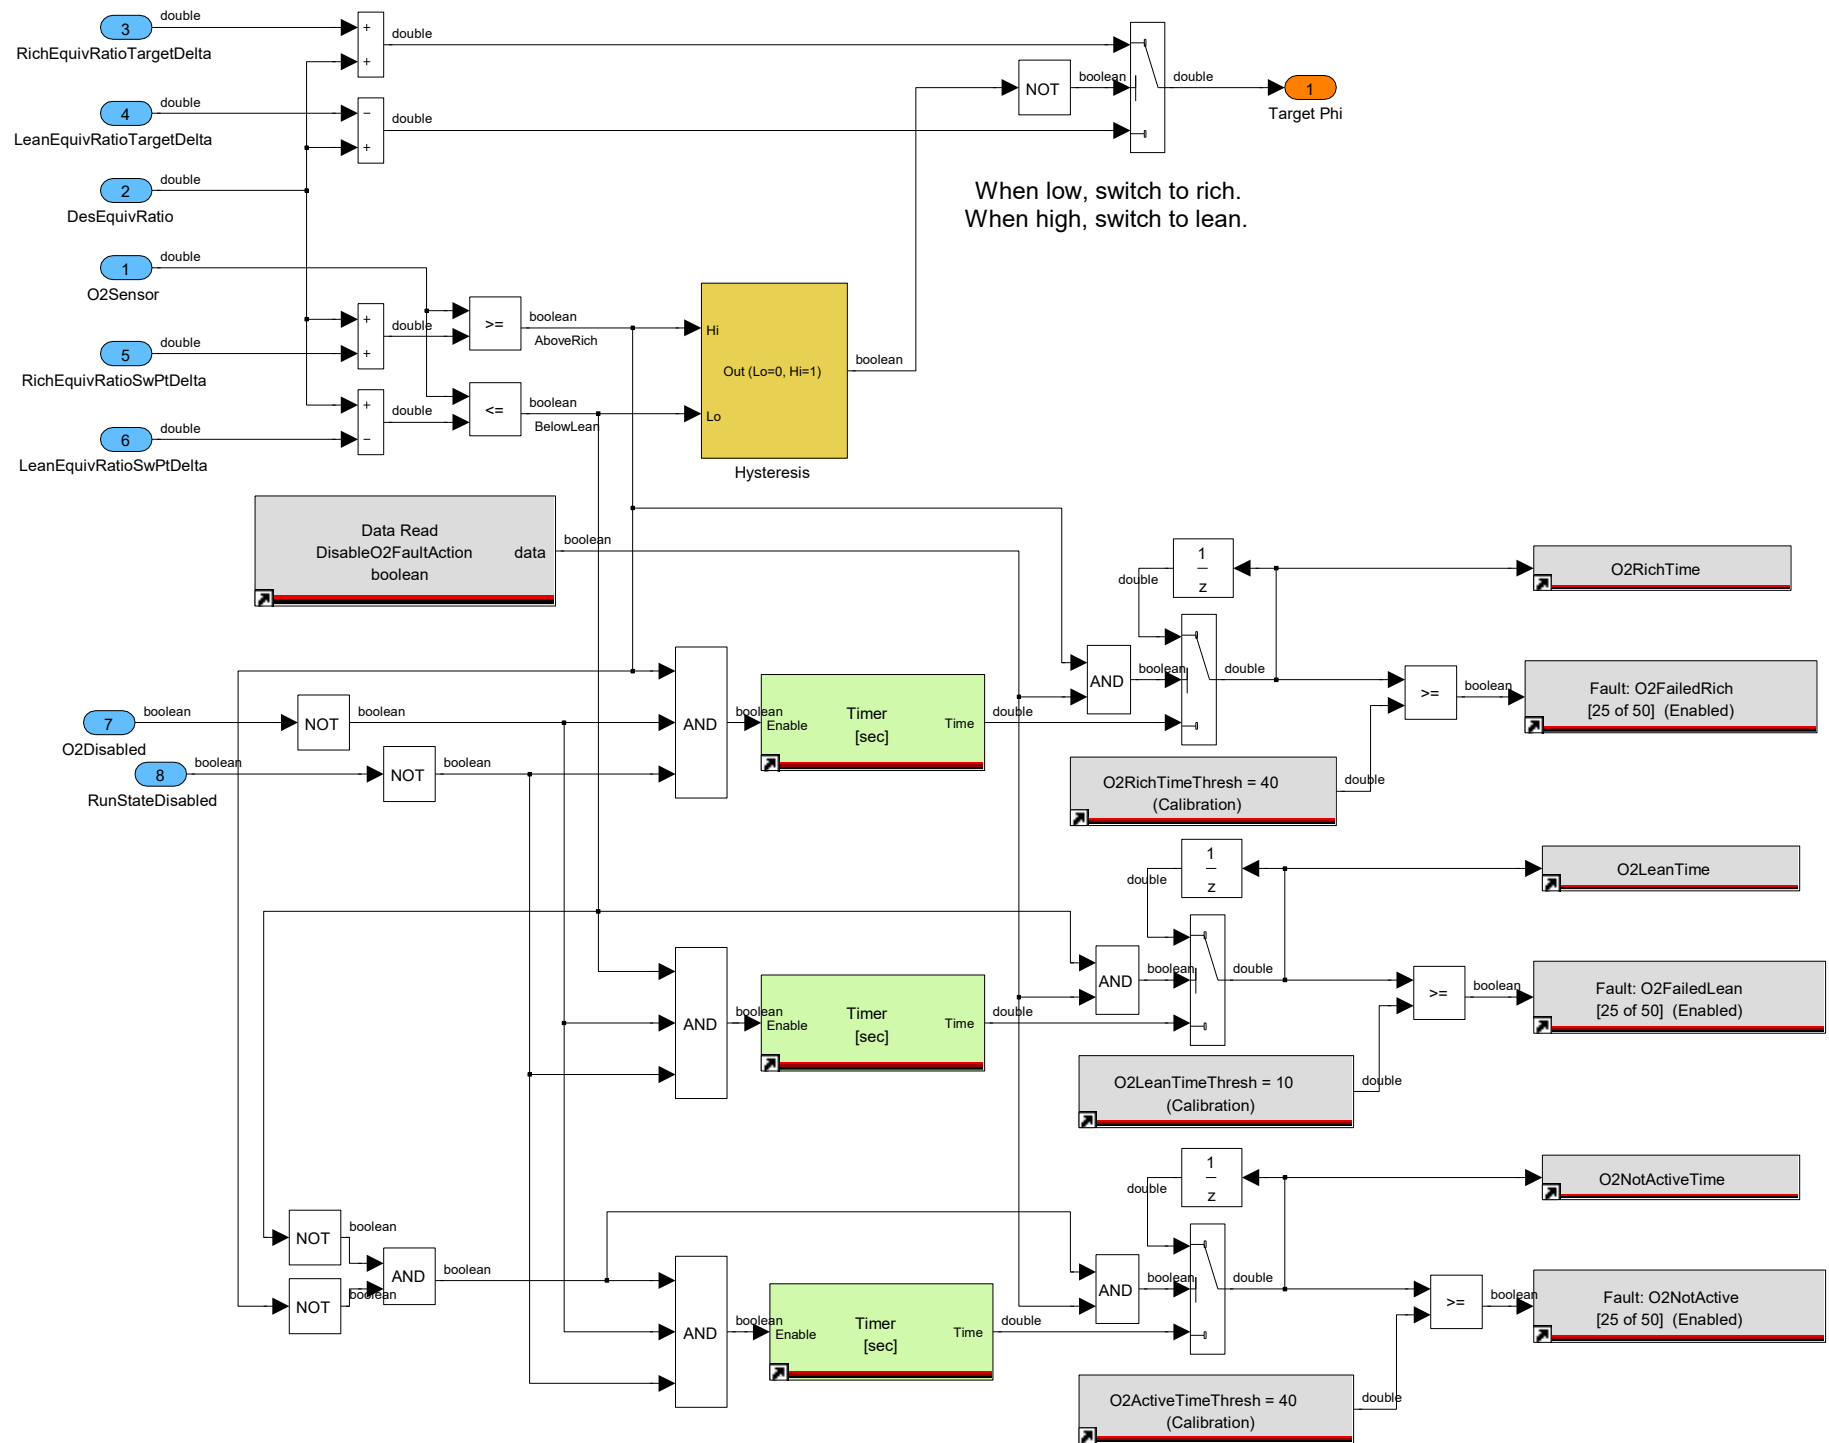 3
double
RichEquivRatioTargetDelta
+
+
double
4
double
LeanEquivRatioTargetDelta
−
+
double
2
double
DesEquivRatio
NOT
boolean
double
1
Target Phi
When low, switch to rich.
When high, switch to lean.
1
double
O2Sensor
5
double
RichEquivRatioSwPtDelta
+
+
double
>=
boolean
AboveRich
6
double
LeanEquivRatioSwPtDelta
+
−
double
<=
boolean
BelowLean
Hi
Out (Lo=0, Hi=1)
Lo
Hysteresis
boolean
Data Read
DisableO2FaultAction
data
boolean
boolean
7
boolean
O2Disabled
NOT
boolean
8
boolean
RunStateDisabled
NOT
boolean
AND
boolean
Enable
Timer
[sec]
Time
double
AND
boolean
1
z
double
double
O2RichTime
>=
boolean
Fault: O2FailedRich
[25 of 50]  (Enabled)
O2RichTimeThresh = 40
(Calibration)
double
AND
boolean
Enable
Timer
[sec]
Time
double
AND
boolean
1
z
double
double
O2LeanTime
>=
boolean
Fault: O2FailedLean
[25 of 50]  (Enabled)
O2LeanTimeThresh = 10
(Calibration)
double
NOT
boolean
NOT
boolean
AND
boolean
AND
boolean
Enable
Timer
[sec]
Time
double
AND
boolean
1
z
double
double
O2NotActiveTime
>=
boolean
Fault: O2NotActive
[25 of 50]  (Enabled)
O2ActiveTimeThresh = 40
(Calibration)
double